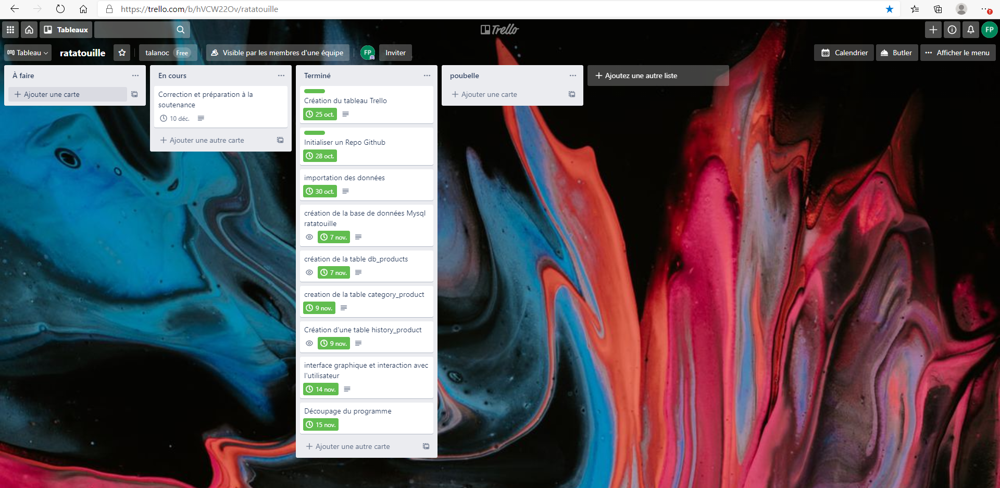 https://trello.com/b/hVCW22Ov/ratatouille
Tableaux
Trello
FP
Tableau
ratatouille
talanoc Free
Visible par les membres d'une équipe
FP
Inviter
Calendrier
Butler
Afficher le menu
À faire
Ajouter une carte
En cours
Correction et préparation à la
soutenance
10 déc.
Ajouter une autre carte
Terminé
Création du tableau Trello
25 oct.
Initialiser un Repo Github
28 oct.
importation des données
30 oct.
création de la base de données Mysql
ratatouille
7 nov.
création de la table db_products
7 nov.
creation de la table category_product
9 nov.
Création d'une table history_product
9 nov.
interface graphique et interaction avec
l'utilisateur
14 nov.
Découpage du programme
15 nov.
Ajouter une autre carte
poubelle
Ajouter une carte
Ajoutez une autre liste